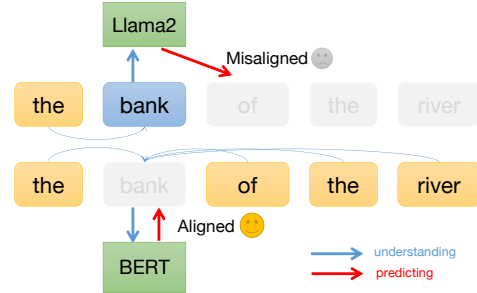 Llama2
Misaligned
the bank of the river
the bank of the river
Aligned
BERT
understanding
predicting